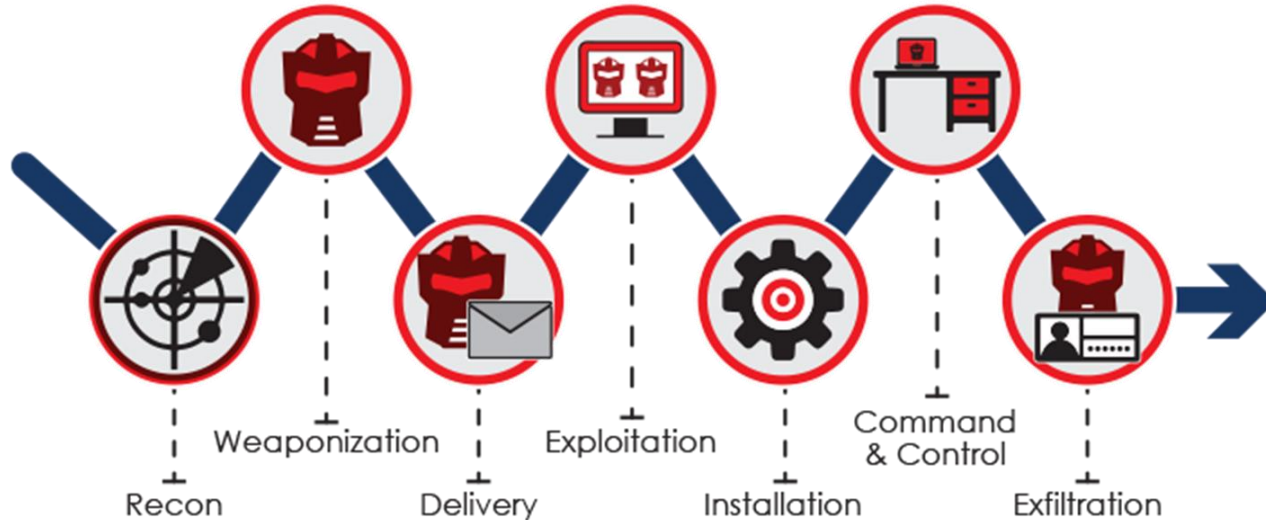 Recon
Weaponization
Delivery
Exploitation
Installation
Command
& Control
Exfiltration